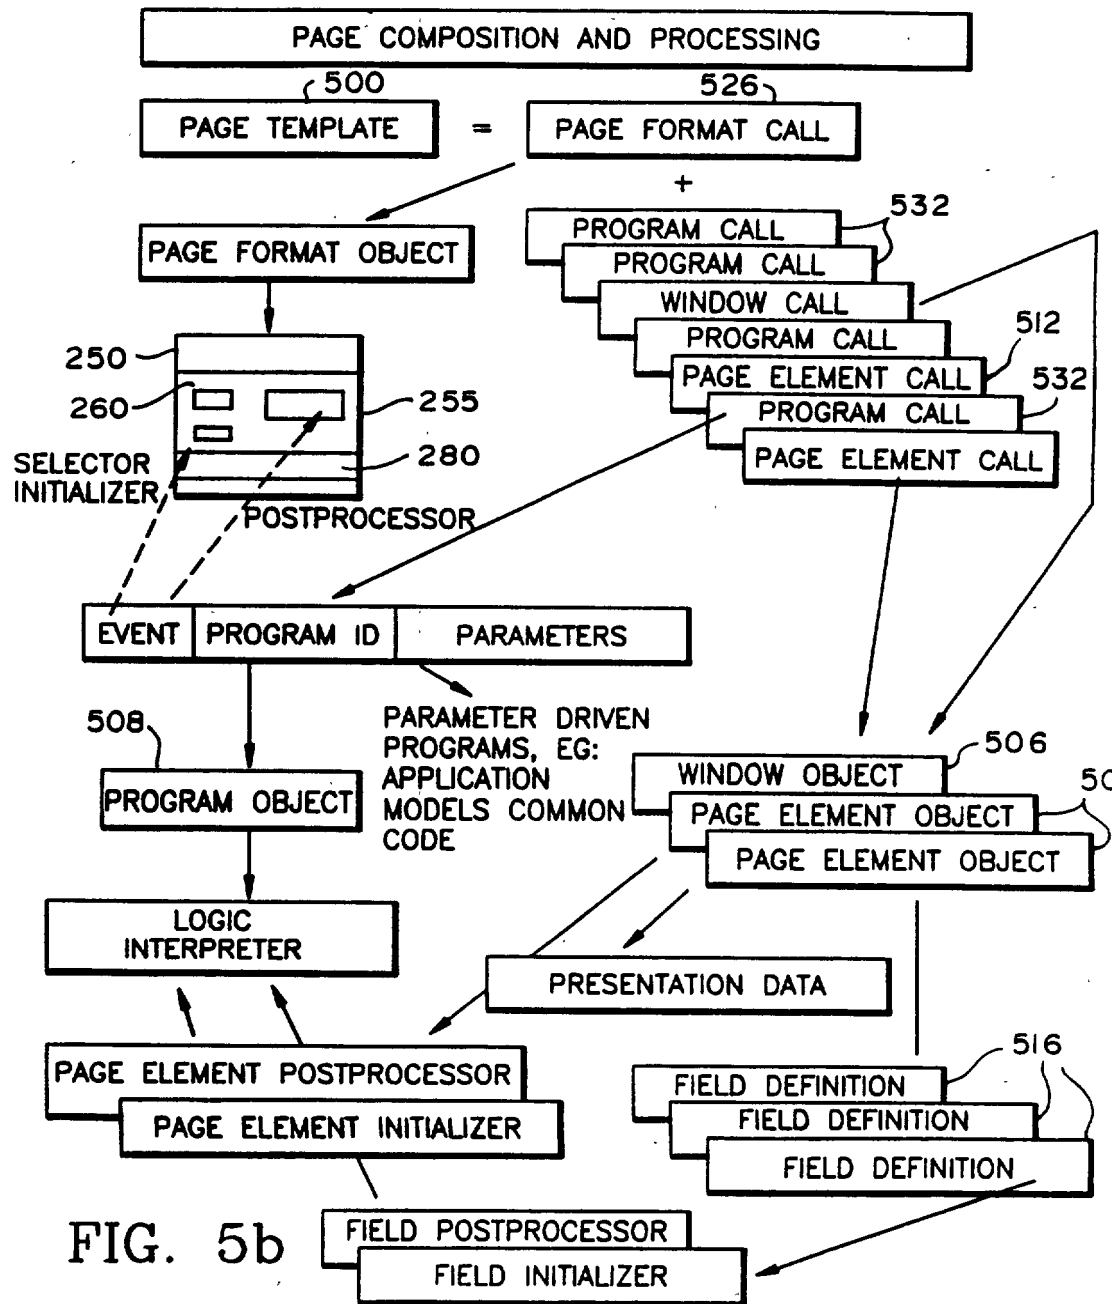 PAGE COMPOSITION AND PROCESSING
500
526
PAGE TEMPLATE
=
PAGE FORMAT CALL
+
532
PROGRAM CALL
PAGE FORMAT OBJECT
PROGRAM CALL
WINDOW CALL
512
PROGRAM CALL
250
PAGE ELEMENT CALL
532
260
255
PROGRAM CALL
SELECTOR
INITIALIZER
280
PAGE ELEMENT CALL
POSTPROCESSOR
EVENT
PROGRAM ID
PARAMETERS
508
PARAMETER DRIVEN
PROGRAMS, EG:
APPLICATION
MODELS COMMON
CODE
506
WINDOW OBJECT
PROGRAM OBJECT
PAGE ELEMENT OBJECT
PAGE ELEMENT OBJECT
LOGIC
INTERPRETER
PRESENTATION DATA
516
PAGE ELEMENT POSTPROCESSOR
FIELD DEFINITION
PAGE ELEMENT INITIALIZER
FIELD DEFINITION
FIELD DEFINITION
FIG. 5b
FIELD POSTPROCESSOR
FIELD INITIALIZER